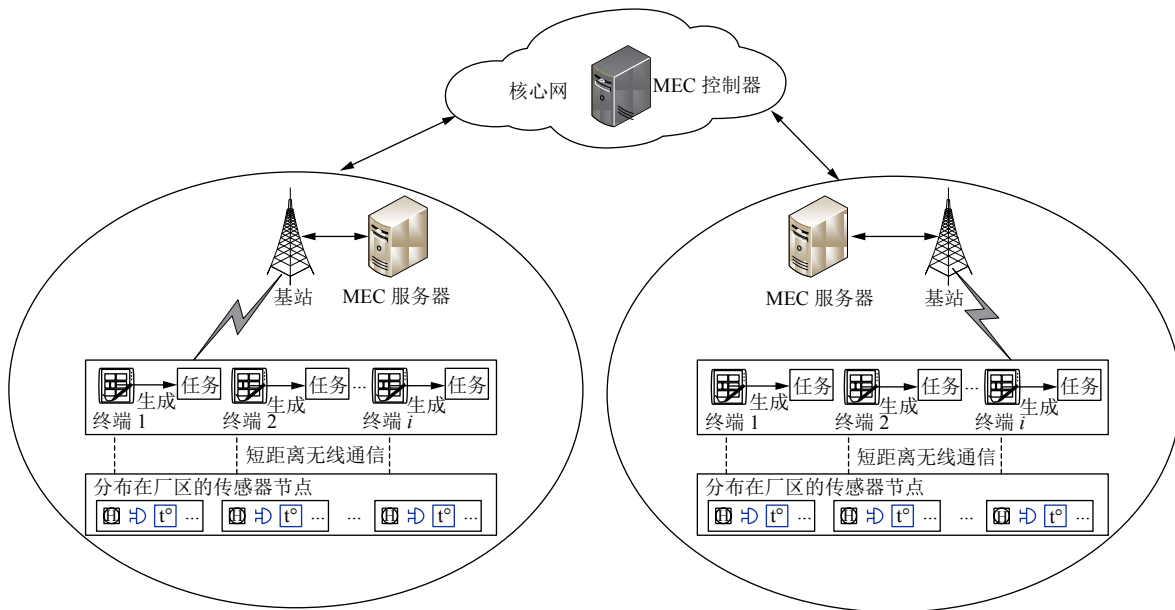 核心网
MEC 控制器
基站
MEC 服务器
任务 任务 ... 任务
生成 生成 生成
终端 1 终端 2 终端 i
短距离无线通信
分布在厂区的传感器节点
H t° ... H t° ... ... H t° ...
MEC 服务器
基站
任务 任务 ... 任务
生成 生成 生成
终端 1 终端 2 终端 i
短距离无线通信
分布在厂区的传感器节点
H t° ... H t° ... ... H t° ...